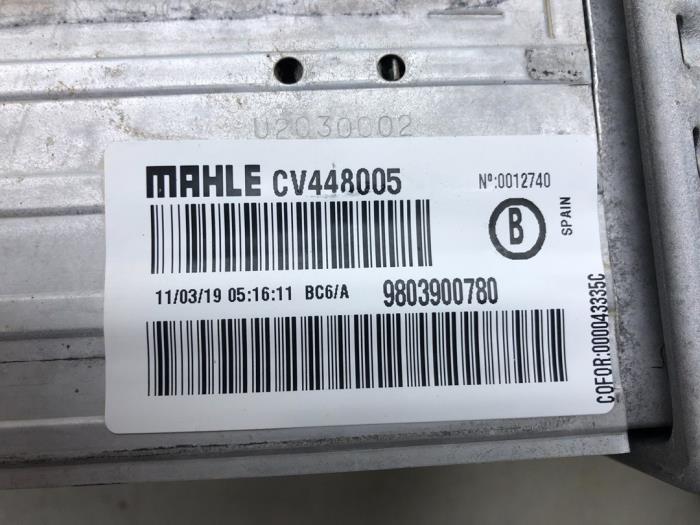 U2030002
MAHLE CV448005
Nº:0012740
B
SPAIN
11/03/19 05:16:11 BC6/A 9803900780
COFOR:000043335C